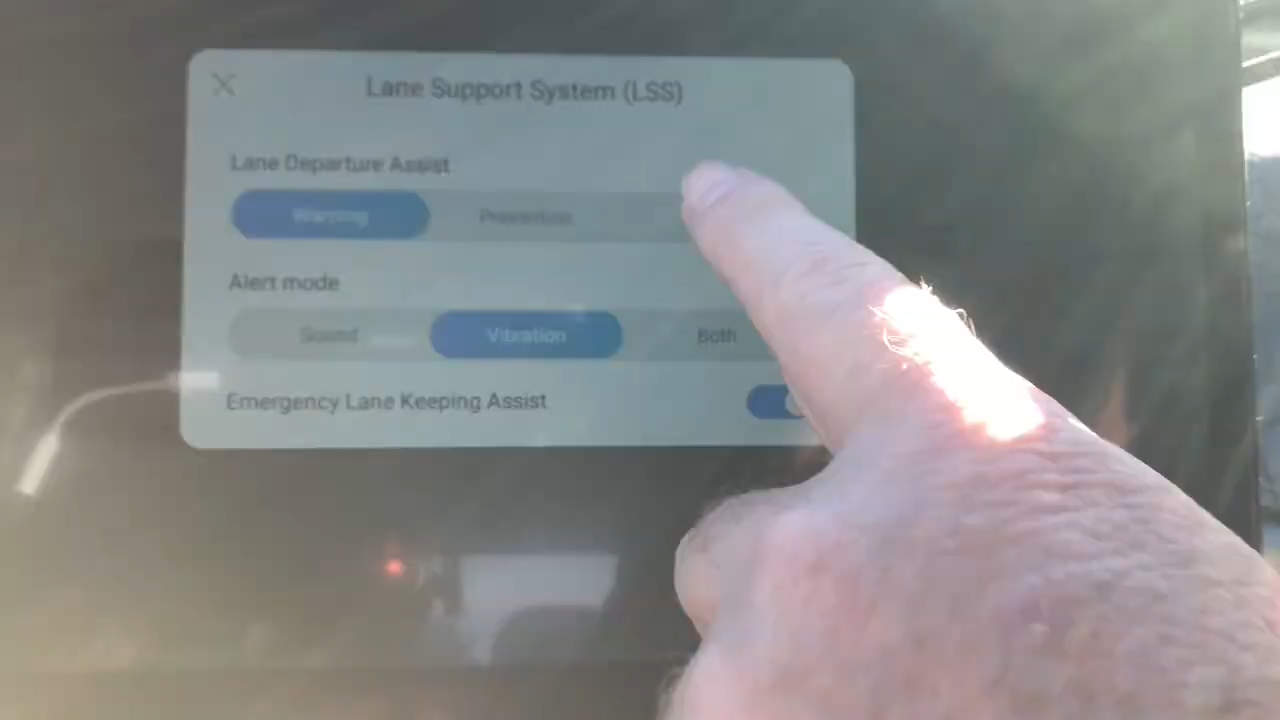 Lane Support System (LSS)
Lane Departure Assist
Warning Prevention
Alert mode
Sound Vibration Both
Emergency Lane Keeping Assist